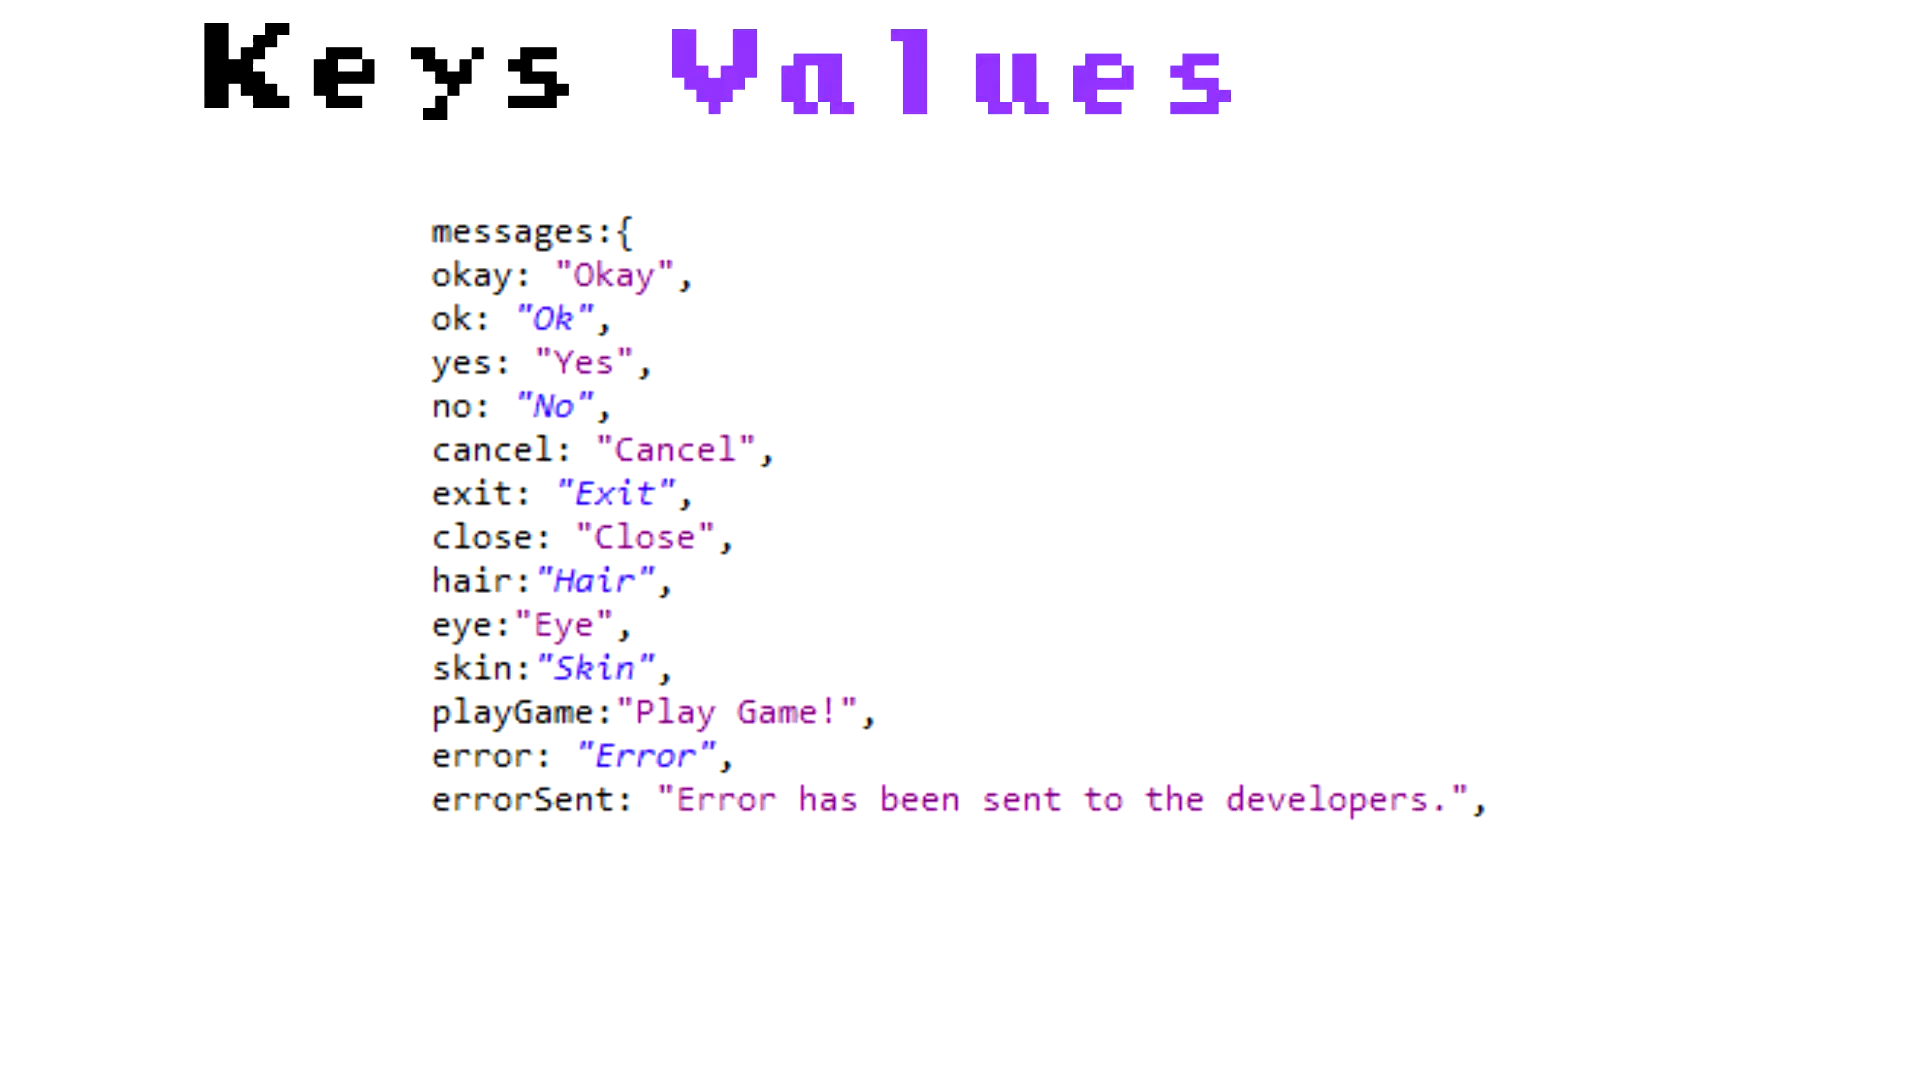 Keys Values
messages:{
okay: "Okay",
ok: "Ok",
yes: "Yes",
no: "No",
cancel: "Cancel",
exit: "Exit",
close: "Close",
hair:"Hair",
eye:"Eye",
skin:"Skin",
playGame:"Play Game!",
error: "Error",
errorSent: "Error has been sent to the developers.",